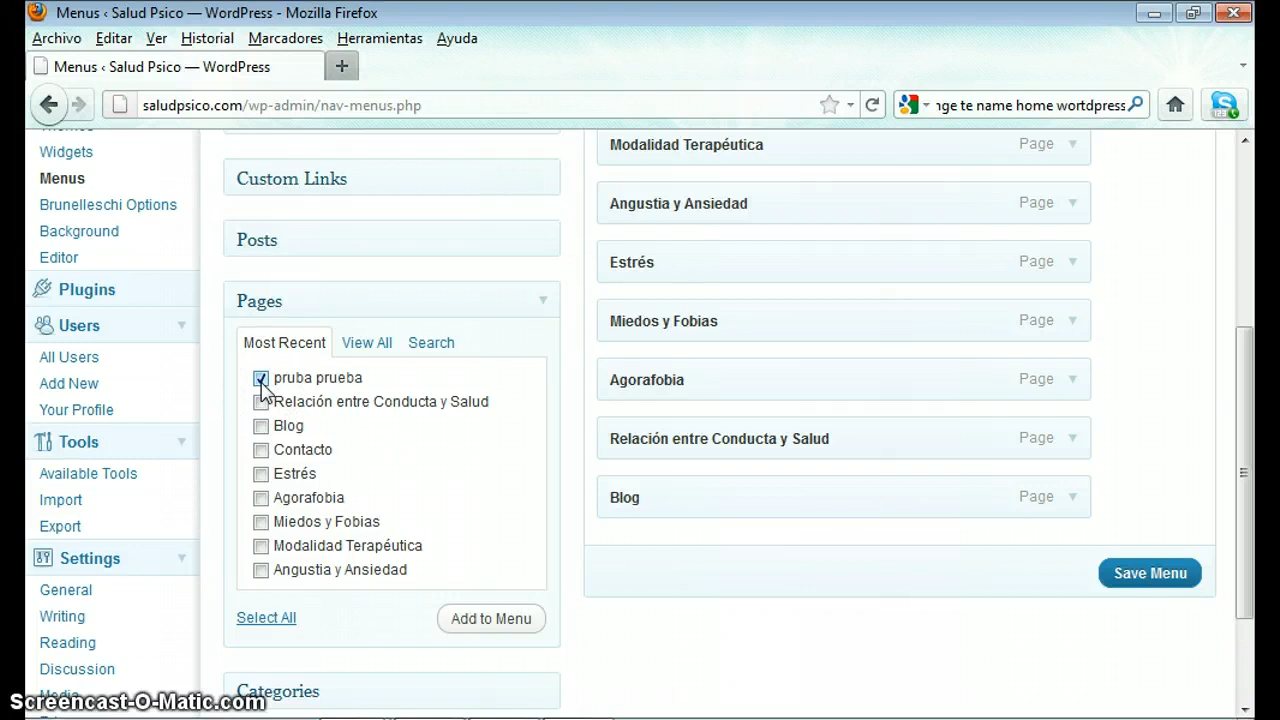 Menus ‹ Salud Psico — WordPress - Mozilla Firefox
Archivo Editar Ver Historial Marcadores Herramientas Ayuda
Menus ‹ Salud Psico — WordPress
saludpsico.com/wp-admin/nav-menus.php
nge te name home wortdpress
Widgets
Menus
Brunelleschi Options
Background
Editor
Plugins
Users
All Users
Add New
Your Profile
Tools
Available Tools
Import
Export
Settings
General
Writing
Reading
Discussion
Custom Links
Posts
Pages
Most Recent View All Search
pruba prueba
Relación entre Conducta y Salud
Blog
Contacto
Estrés
Agorafobia
Miedos y Fobias
Modalidad Terapéutica
Angustia y Ansiedad
Select All Add to Menu
Categories
Modalidad Terapéutica Page
Angustia y Ansiedad Page
Estrés Page
Miedos y Fobias Page
Agorafobia Page
Relación entre Conducta y Salud Page
Blog Page
Save Menu
Screencast-O-Matic.com